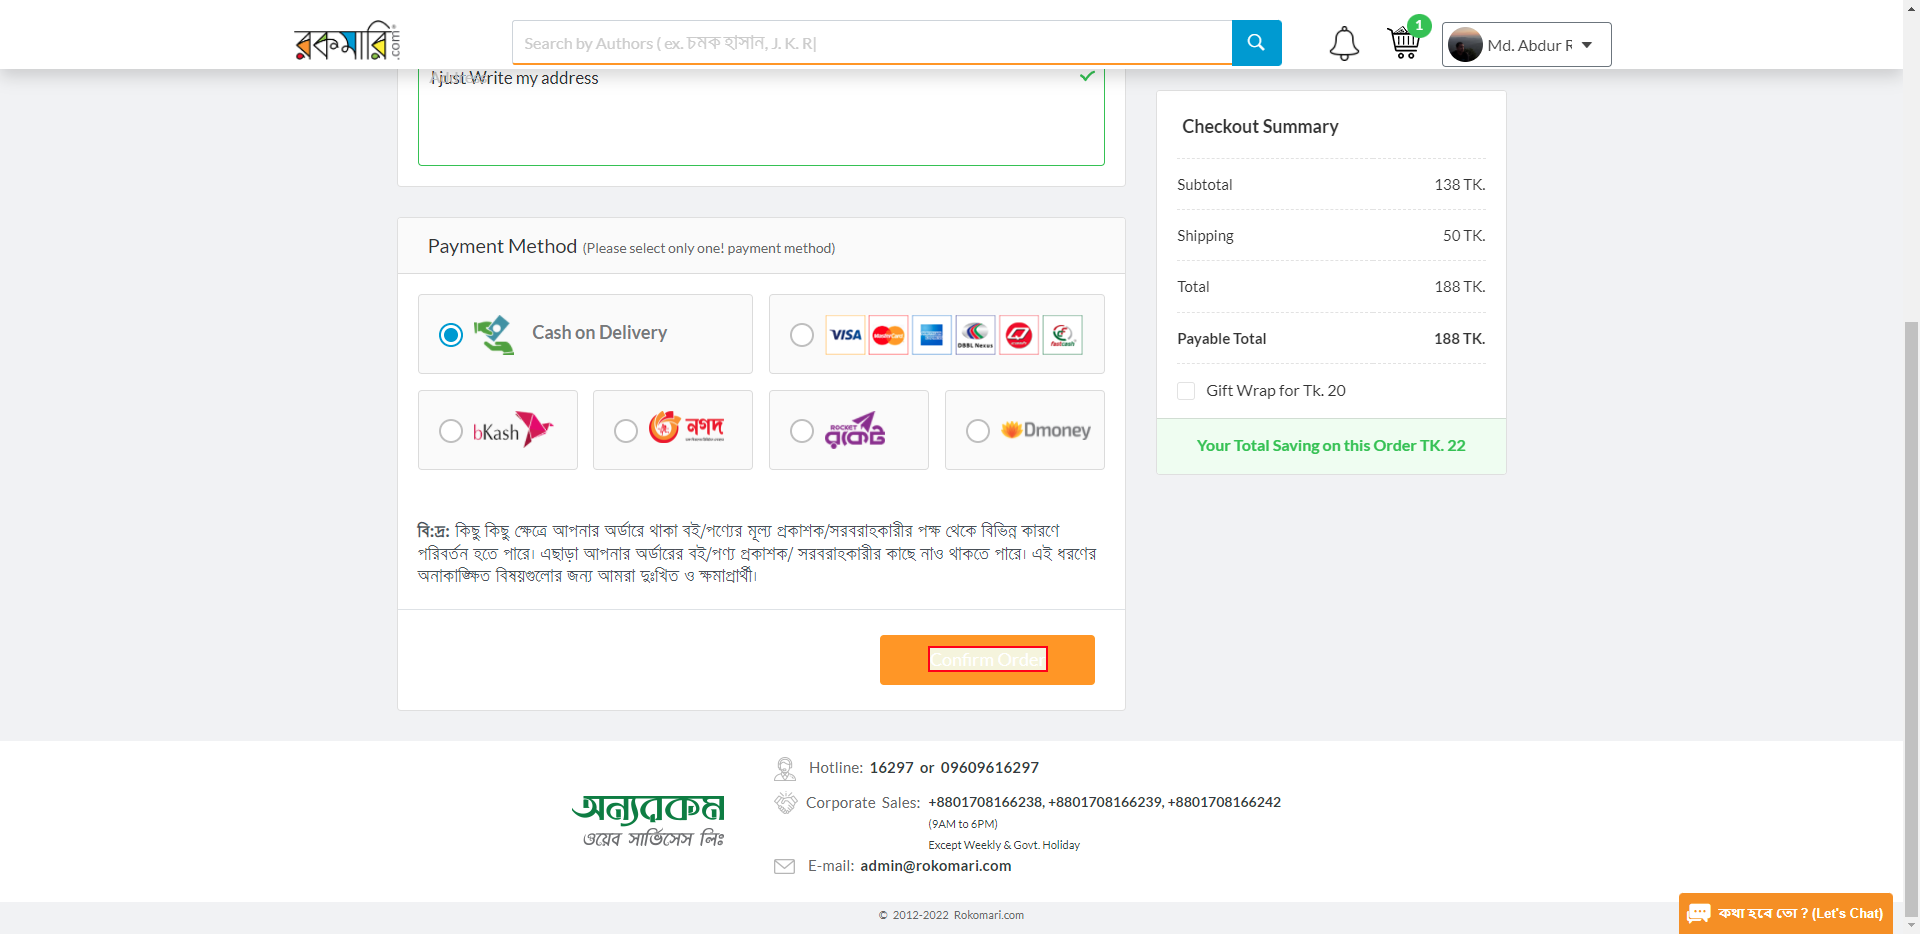 রকমারি.com
Search by Authors ( ex. চমক হাসান, J. K. R|
1
Md. Abdur R
I just Write my address
Payment Method (Please select only one! payment method)
Cash on Delivery
VISA MasterCard DBBL Nexus fastcash
bKash নগদ ROCKET রকেট Dmoney
বি:দ্র: কিছু কিছু ক্ষেত্রে আপনার অর্ডারে থাকা বই/পণ্যের মূল্য প্রকাশক/সরবরাহকারীর পক্ষ থেকে বিভিন্ন কারণে
পরিবর্তন হতে পারে। এছাড়া আপনার অর্ডারের বই/পণ্য প্রকাশক/ সরবরাহকারীর কাছে নাও থাকতে পারে। এই ধরণের
অনাকাঙ্ক্ষিত বিষয়গুলোর জন্য আমরা দুঃখিত ও ক্ষমাপ্রার্থী।
Confirm Order
Checkout Summary
Subtotal 138 TK.
Shipping 50 TK.
Total 188 TK.
Payable Total 188 TK.
Gift Wrap for Tk. 20
Your Total Saving on this Order TK. 22
অন্যরকম
ওয়েব সার্ভিসেস লিঃ
Hotline: 16297 or 09609616297
Corporate Sales: +8801708166238, +8801708166239, +8801708166242
(9AM to 6PM)
Except Weekly & Govt. Holiday
E-mail: admin@rokomari.com
© 2012-2022 Rokomari.com
কথা হবে তো ? (Let's Chat)